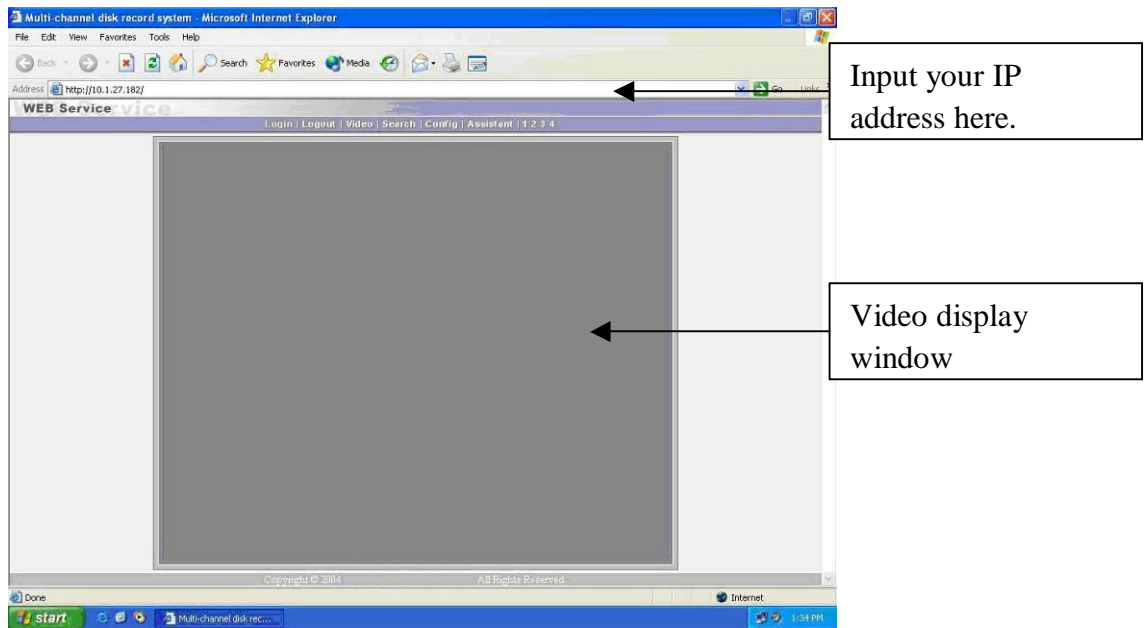 Multi-channel disk record system - Microsoft Internet Explorer
File Edit View Favorites Tools Help
Back Search Favorites Media
Address http://10.1.27.182/ Go Links
Input your IP
address here.
WEB Service
Login | Logout | Video | Search | Config | Assistant | 1 2 3 4
Video display
window
Copyright © 2004 All Rights Reserved.
Done Internet
start Multi-channel disk rec... 1:34 PM